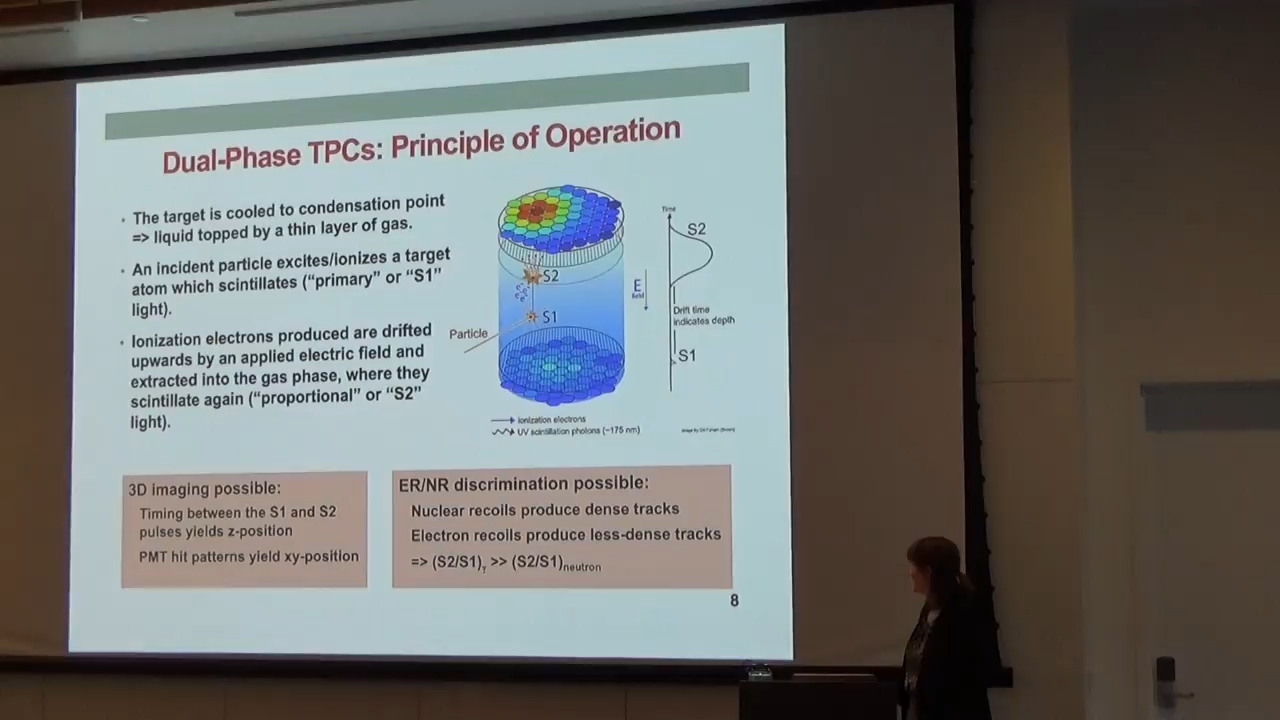 Dual-Phase TPCs: Principle of Operation
The target is cooled to condensation point
=> liquid topped by a thin layer of gas.
An incident particle excites/ionizes a target
atom which scintillates ("primary" or "S1"
light).
Ionization electrons produced are drifted
upwards by an applied electric field and
extracted into the gas phase, where they
scintillate again ("proportional" or "S2"
light).
S2
S1
Particle
E
field
Time
S2
Drift time
indicates depth
S1
ionization electrons
UV scintillation photons (~175 nm)
3D imaging possible:
Timing between the S1 and S2
pulses yields z-position
PMT hit patterns yield xy-position
ER/NR discrimination possible:
Nuclear recoils produce dense tracks
Electron recoils produce less-dense tracks
=> (S2/S1)γ >> (S2/S1)neutron
8